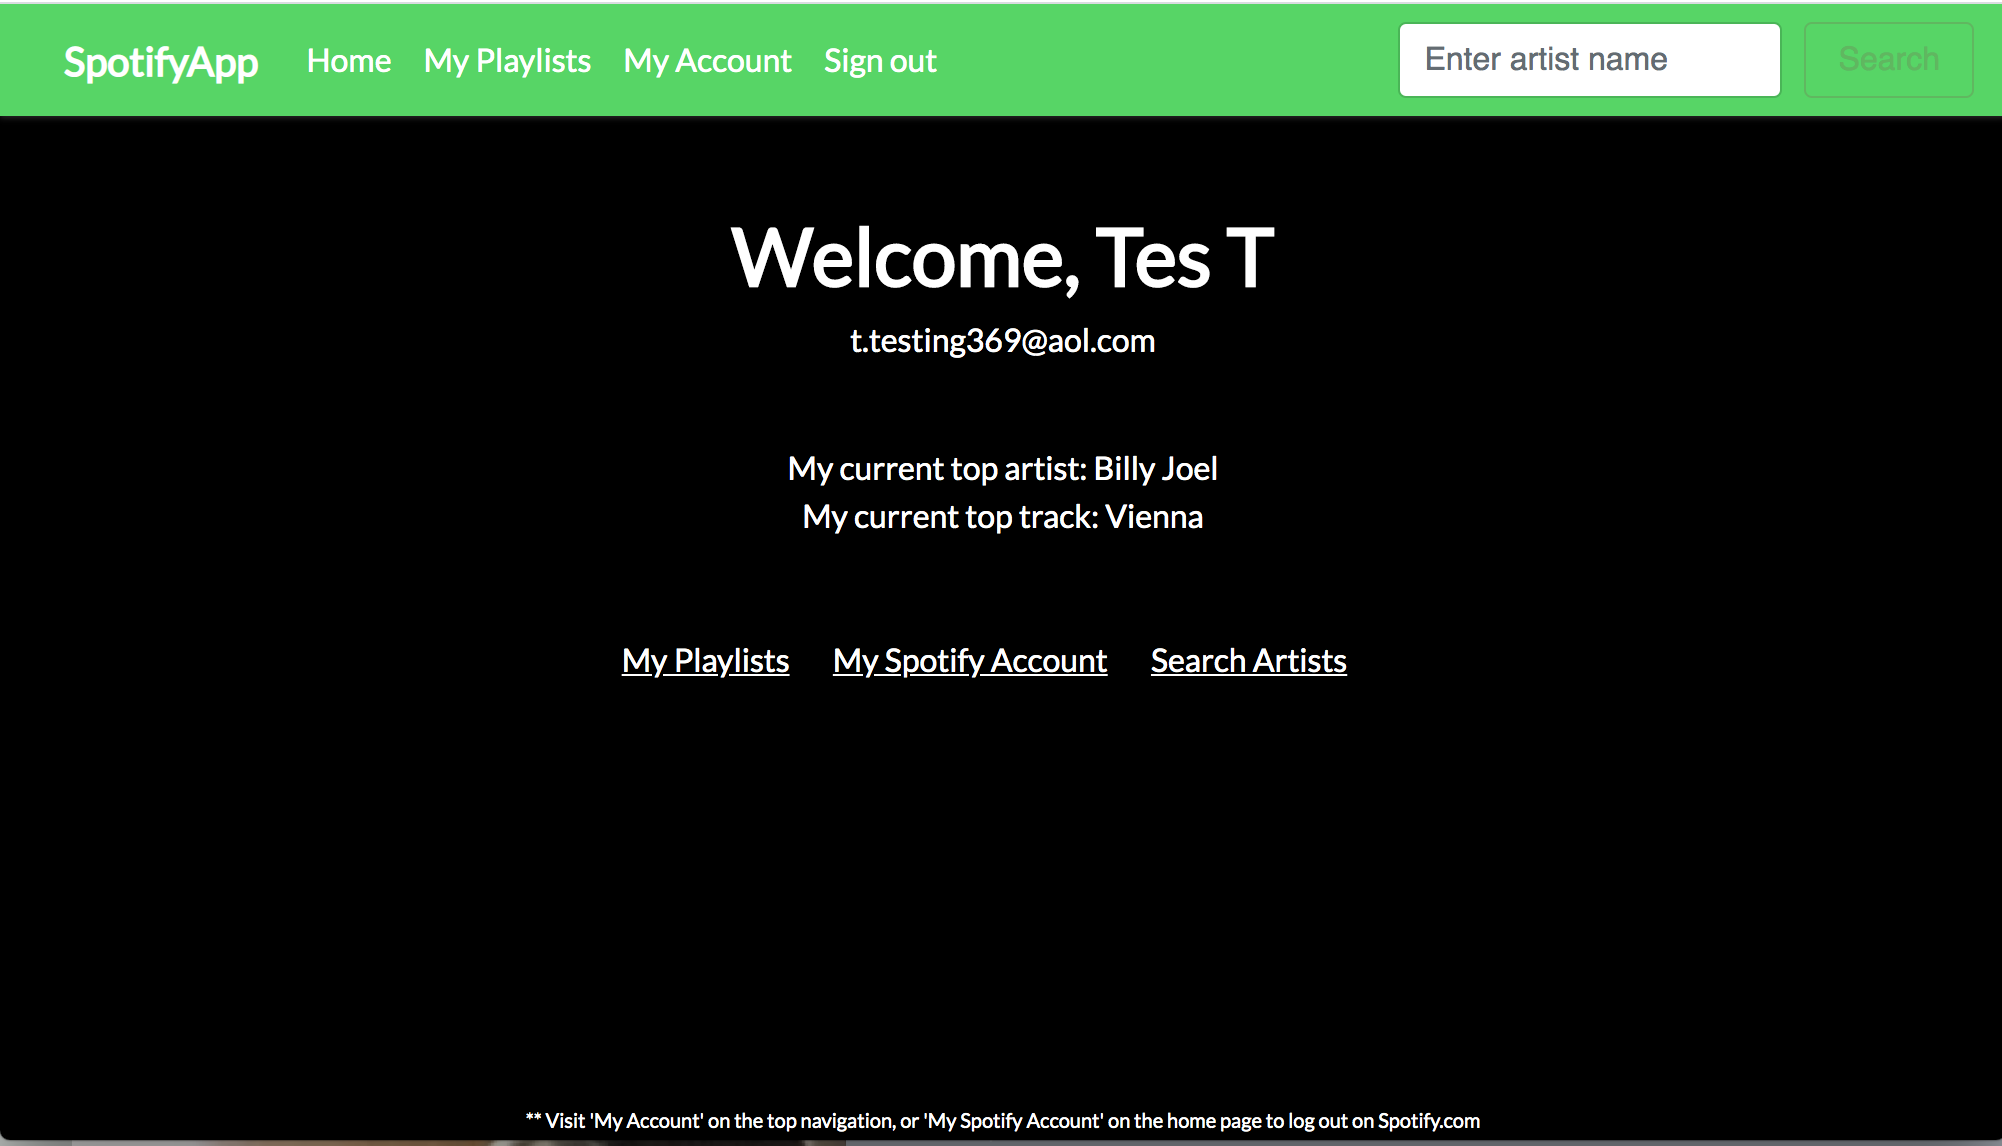 SpotifyApp Home My Playlists My Account Sign out Enter artist name Search
Welcome, Tes T
t.testing369@aol.com
My current top artist: Billy Joel
My current top track: Vienna
My Playlists My Spotify Account Search Artists
** Visit 'My Account' on the top navigation, or 'My Spotify Account' on the home page to log out on Spotify.com